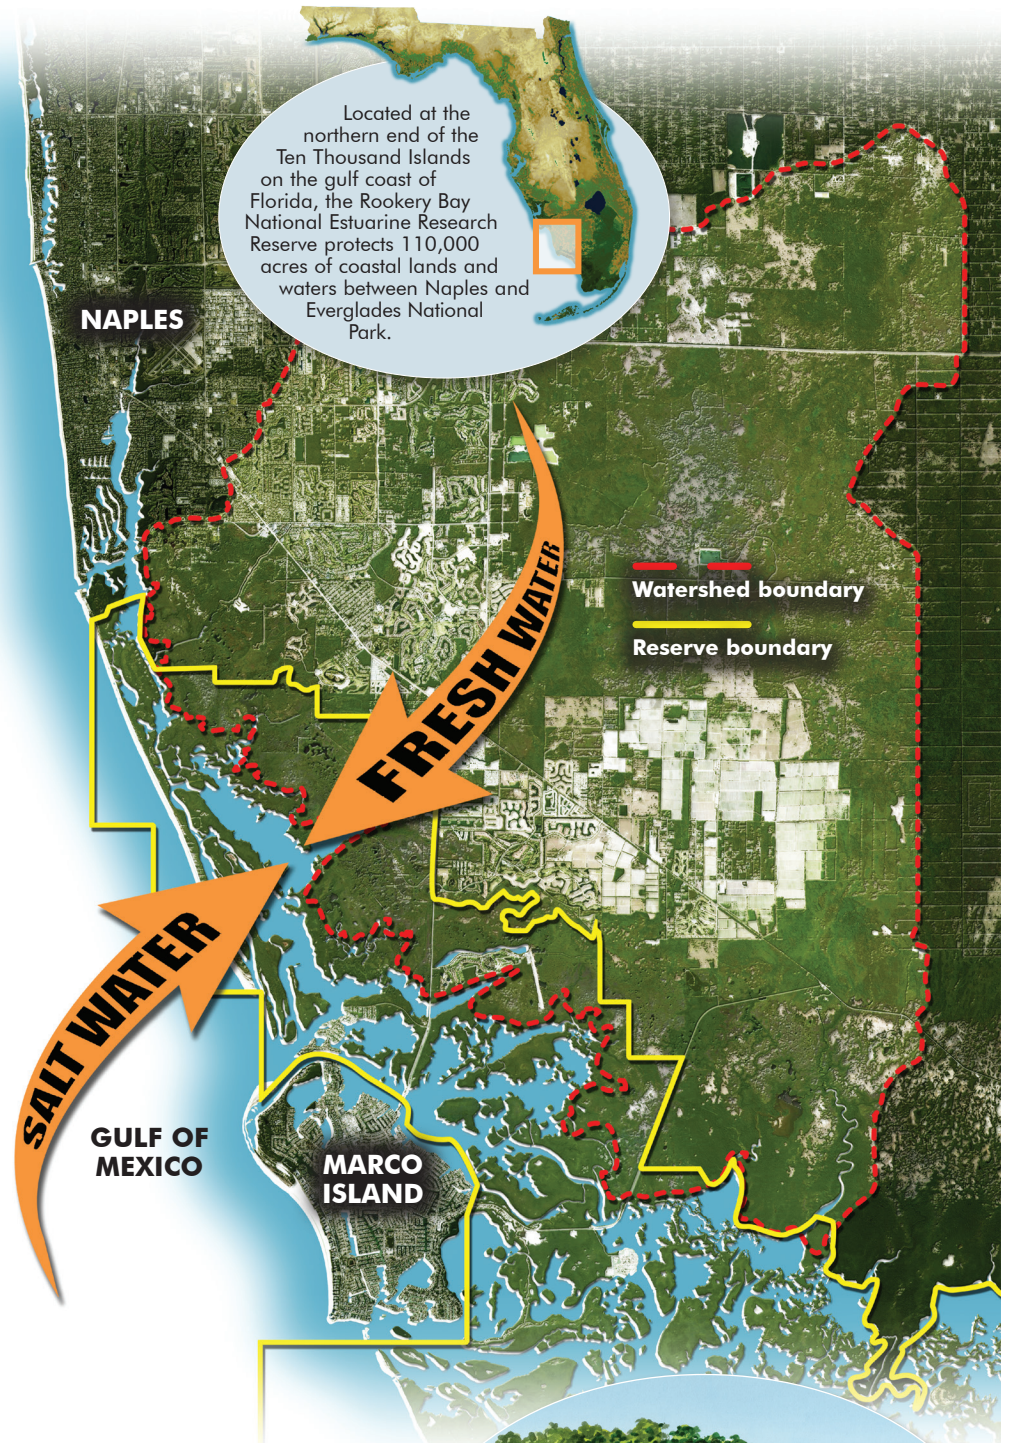 Located at the
northern end of the
Ten Thousand Islands
on the gulf coast of
Florida, the Rookery Bay
National Estuarine Research
Reserve protects 110,000
acres of coastal lands and
waters between Naples and
Everglades National
Park.
NAPLES
Watershed boundary
Reserve boundary
FRESH WATER
SALT WATER
GULF OF
MEXICO
MARCO
ISLAND